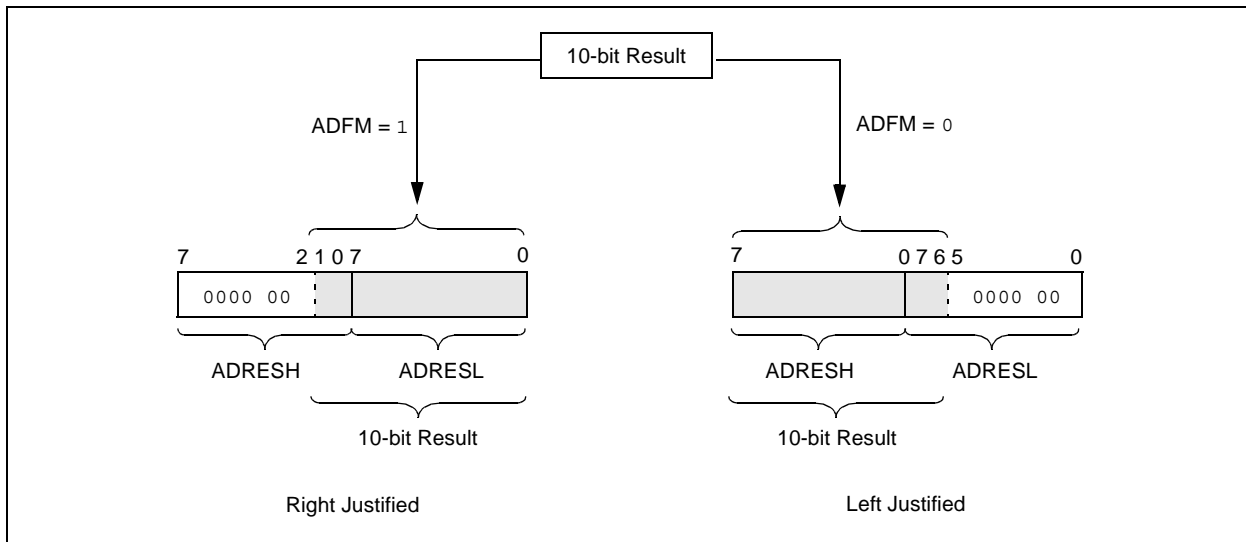 10-bit Result
ADFM = 1
ADFM = 0
7 2 1 0 7 0
7 0 7 6 5 0
0000 00
0000 00
ADRESH ADRESL
ADRESH ADRESL
10-bit Result
10-bit Result
Right Justified
Left Justified